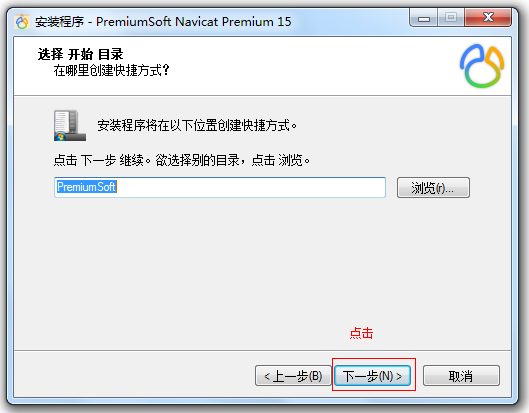 安装程序 - PremiumSoft Navicat Premium 15
选择 开始 目录
在哪里创建快捷方式?
安装程序将在以下位置创建快捷方式。
点击 下一步 继续。欲选择别的目录，点击 浏览。
PremiumSoft
浏览(r)...
点击
< 上一步(B)
下一步(N) >
取消